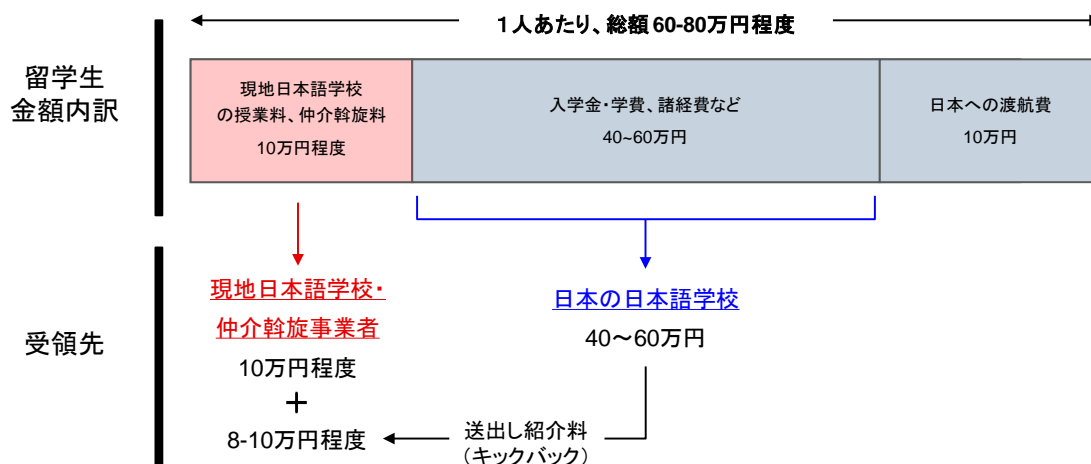 1人あたり、総額60-80万円程度
留学生
金額内訳
現地日本語学校
の授業料、仲介斡旋料
10万円程度
入学金・学費、諸経費など
40~60万円
日本への渡航費
10万円
受領先
現地日本語学校・
仲介斡旋事業者
10万円程度
+
8-10万円程度
日本の日本語学校
40～60万円
送出し紹介料
(キックバック)